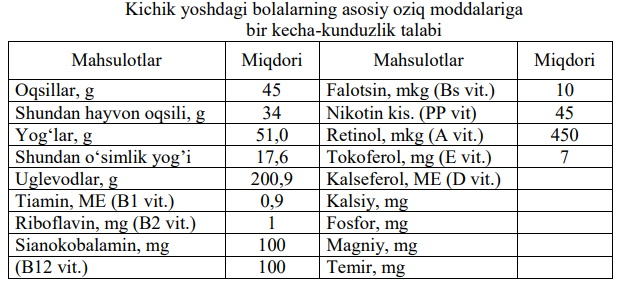 Kichik yoshdagi bolalarning asosiy oziq moddalariga
bir kecha-kunduzlik talabi
Mahsulotlar Miqdori Mahsulotlar Miqdori
Oqsillar, g 45 Falotsin, mkg (Bs vit.) 10
Shundan hayvon oqsili, g 34 Nikotin kis. (PP vit) 45
Yog‘lar, g 51,0 Retinol, mkg (A vit.) 450
Shundan o‘simlik yog’i 17,6 Tokoferol, mg (E vit.) 7
Uglevodlar, g 200,9 Kalseferol, ME (D vit.)
Tiamin, ME (B1 vit.) 0,9 Kalsiy, mg
Riboflavin, mg (B2 vit.) 1 Fosfor, mg
Sianokobalamin, mg 100 Magniy, mg
(B12 vit.) 100 Temir, mg